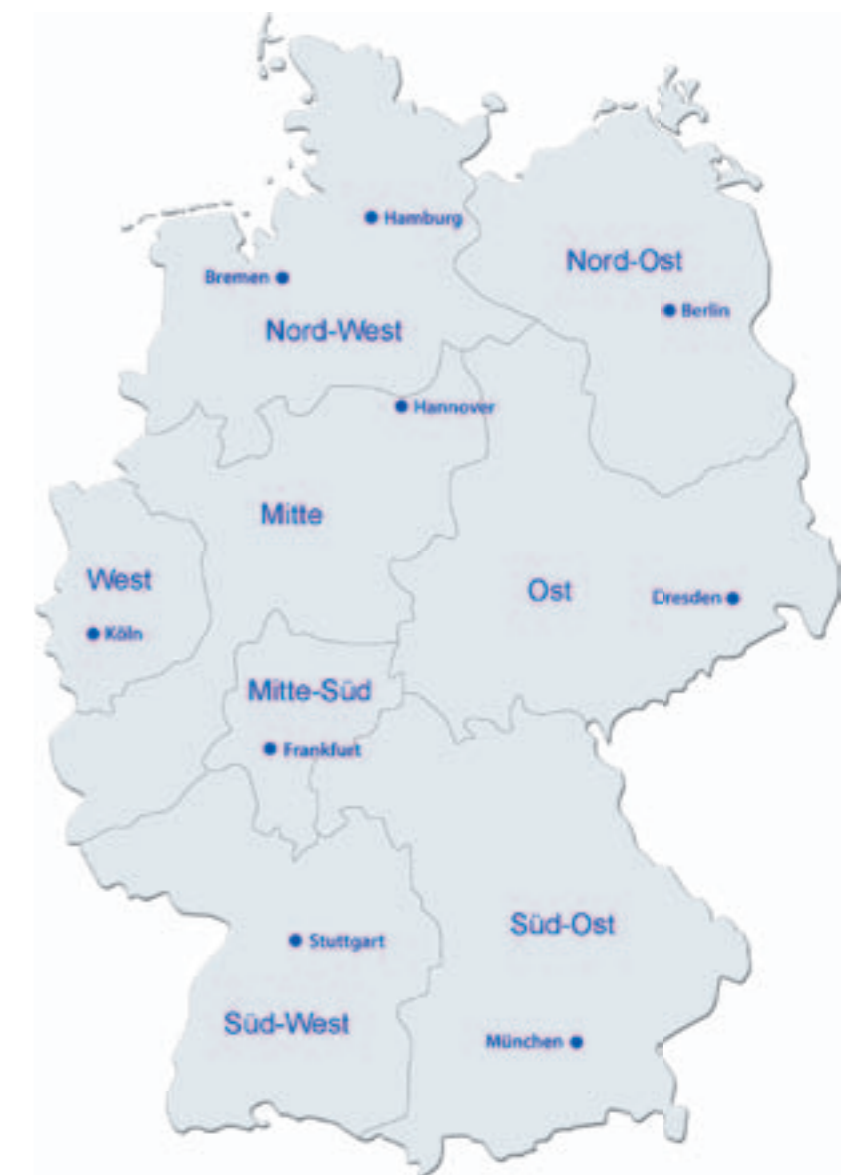 Hamburg
Nord-Ost
Bremen
Berlin
Nord-West
Hannover
Mitte
West
Ost
Dresden
Köln
Mitte-Süd
Frankfurt
Süd-Ost
Stuttgart
Süd-West
München